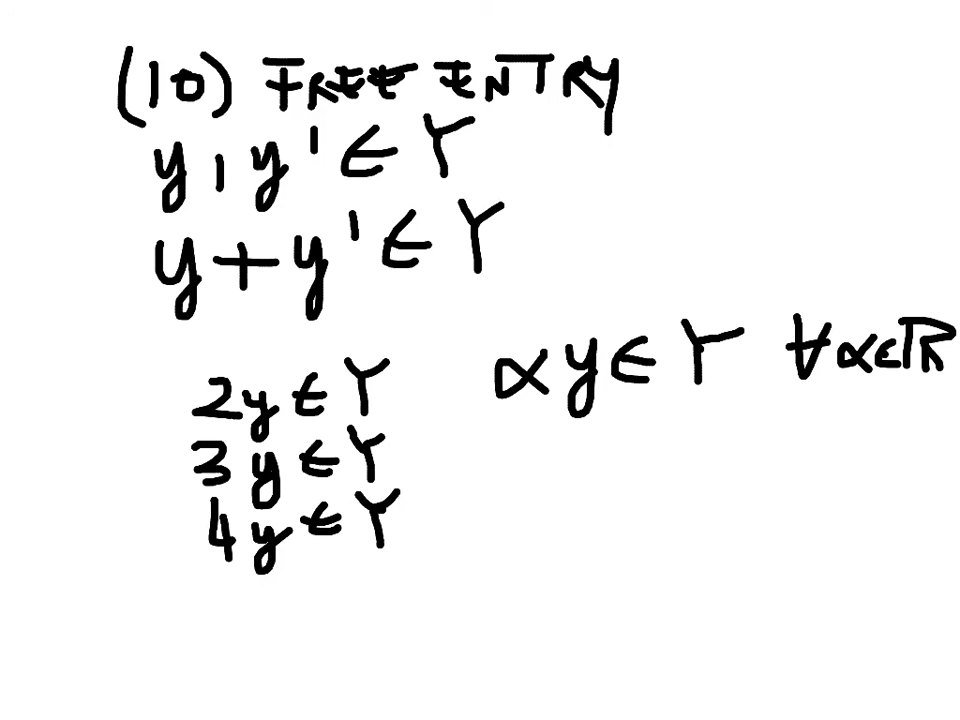 (10) FREE ENTRY
y, y' ∈ Y
y + y' ∈ Y
αy ∈ Y ∀α∈ℝ
2y ∈ Y
3y ∈ Y
4y ∈ Y